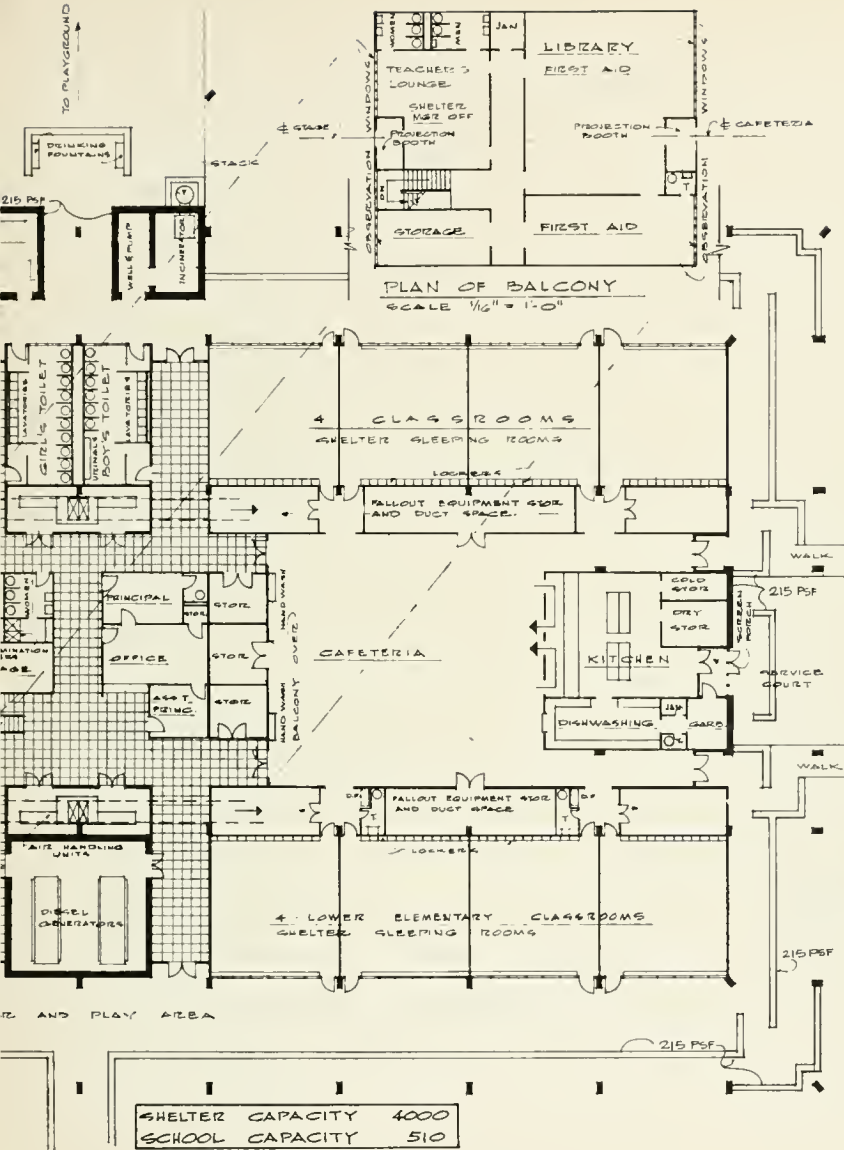 TO PLAYGROUND
DRINKING
FOUNTAINS
215 PSF
STACK
WELL & PUMP
INCINERATOR
WOMEN
MEN
JAN
LIBRARY
FIRST AID
TEACHER'S
LOUNGE
SHELTER
MGR OFF
PROJECTION
BOOTH
℄ STAGE
OBSERVATION WINDOWS
DN
STORAGE
FIRST AID
PROJECTION
BOOTH
T
OBSERVATION WINDOWS
℄ CAFETERIA
PLAN OF BALCONY
SCALE 1/16" = 1'-0"
LAVATORIES
GIRL'S TOILET
URINALS
BOY'S TOILET
LAVATORIES
4 CLASSROOMS
SHELTER SLEEPING ROOMS
LOCKERS
FALLOUT EQUIPMENT STOR
AND DUCT SPACE
WALK
WOMEN
MINATION
AGE
PRINCIPAL
STOR
STOR
OFFICE
STOR
ASST
PRINC.
STOR
HAND WASH
BALCONY OVER
HAND WASH
CAFETERIA
COLD
STOR
DRY
STOR
KITCHEN
SCREEN
PORCH
215 PSF
SERVICE
COURT
DISHWASHING
JAN
T
GARB.
WALK
D.F.
T
FALLOUT EQUIPMENT STOR
AND DUCT SPACE
D.F.
T
LOCKERS
AIR HANDLING
UNITS
DIESEL
GENERATORS
4 LOWER ELEMENTARY CLASSROOMS
SHELTER SLEEPING ROOMS
215 PSF
R AND PLAY AREA
215 PSF
SHELTER CAPACITY 4000
SCHOOL CAPACITY 510